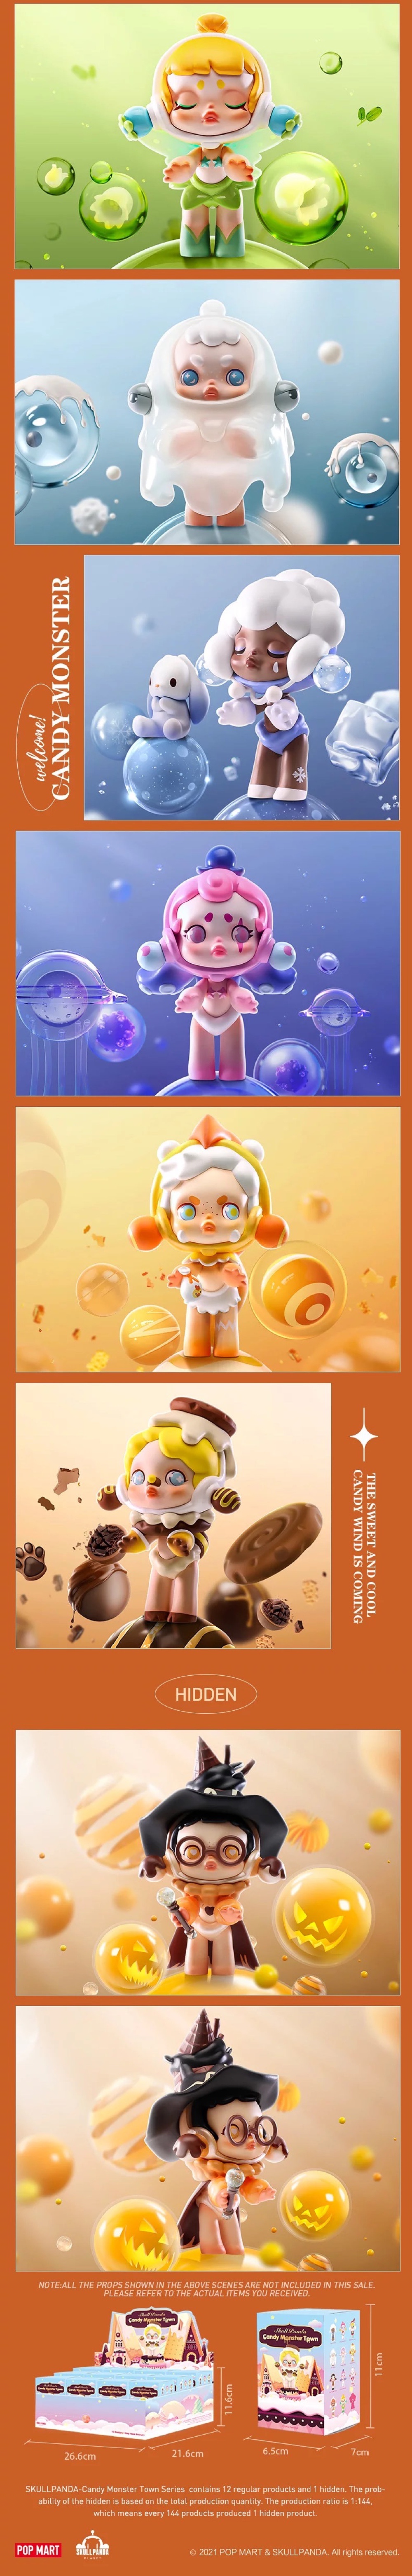 welcome!
CANDY MONSTER
THE SWEET AND COOL
CANDY WIND IS COMING
HIDDEN
NOTE:ALL THE PROPS SHOWN IN THE ABOVE SCENES ARE NOT INCLUDED IN THIS SALE.
PLEASE REFER TO THE ACTUAL ITEMS YOU RECEIVED.
Skull Panda
Candy Monster Town
Skull Panda
Candy Monster Town
11.6cm
11cm
26.6cm
21.6cm
6.5cm
7cm
SKULLPANDA-Candy Monster Town Series contains 12 regular products and 1 hidden. The prob-
ability of the hidden is based on the total production quantity. The production ratio is 1:144,
which means every 144 products produced 1 hidden product.
POP MART
SKULLPANDA
© 2021 POP MART & SKULLPANDA. All rights reserved.